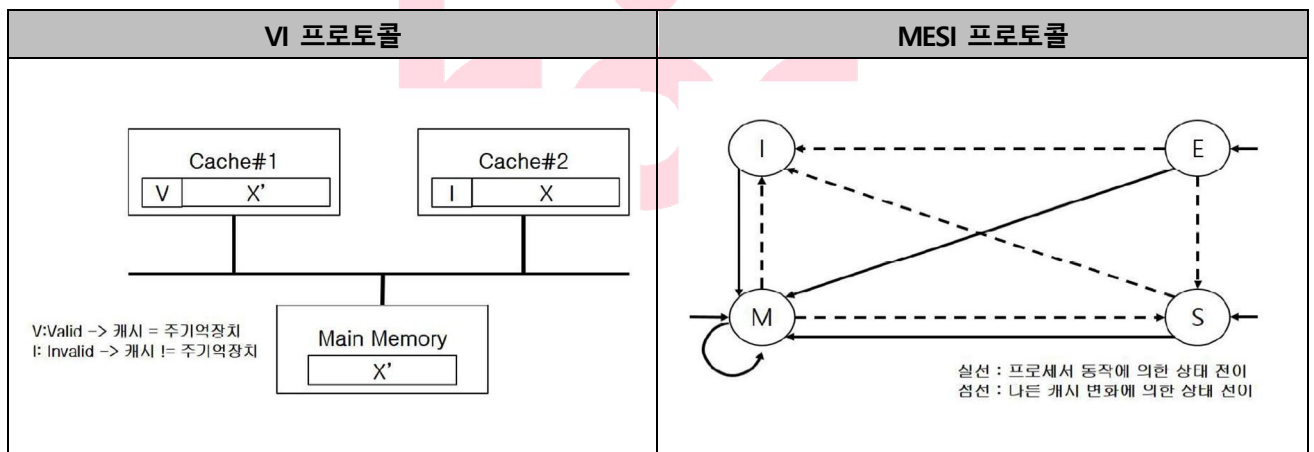 VI 프로토콜
MESI 프로토콜
Cache#1
V X'
Cache#2
I X
Main Memory
X'
V:Valid -> 캐시 = 주기억장치
I: Invalid -> 캐시 != 주기억장치
I
E
M
S
실선 : 프로세서 동작에 의한 상태 전이
점선 : 다른 캐시 변화에 의한 상태 전이